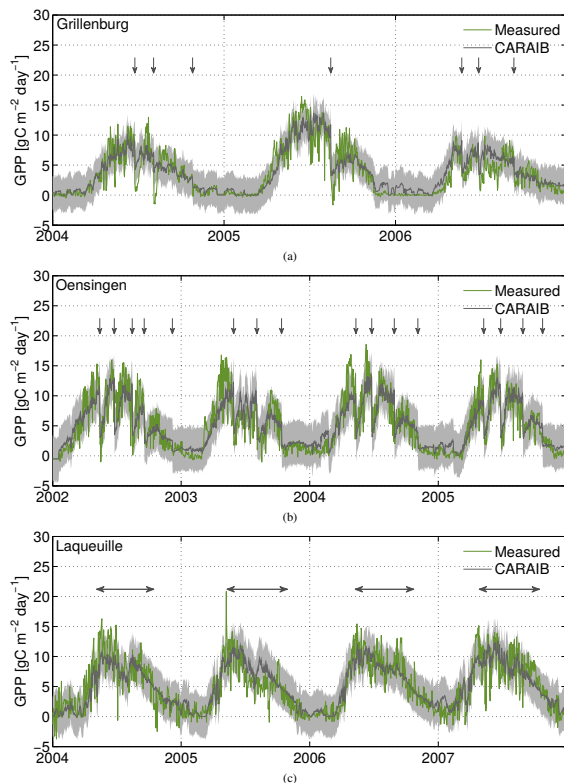 Grillenburg
Measured
CARAIB
GPP [gC m⁻² day⁻¹]
30
25
20
15
10
5
0
−5
2004
2005
2006
(a)
Oensingen
Measured
CARAIB
GPP [gC m⁻² day⁻¹]
30
25
20
15
10
5
0
−5
2002
2003
2004
2005
(b)
Laqueuille
Measured
CARAIB
GPP [gC m⁻² day⁻¹]
30
25
20
15
10
5
0
−5
2004
2005
2006
2007
(c)